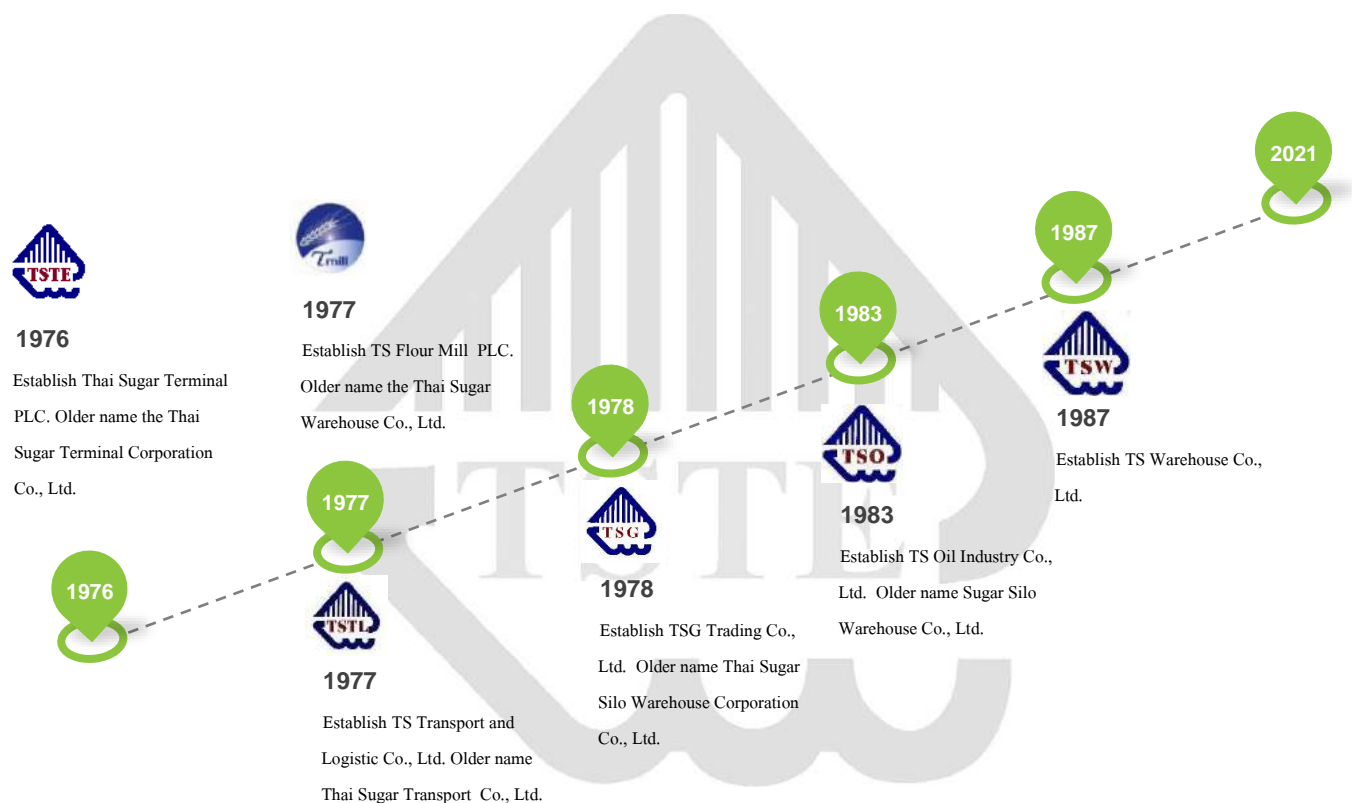 TSTE
1976
Establish Thai Sugar Terminal
PLC. Older name the Thai
Sugar Terminal Corporation
Co., Ltd.
1976
Tmill
1977
Establish TS Flour Mill PLC.
Older name the Thai Sugar
Warehouse Co., Ltd.
1977
TSTL
1977
Establish TS Transport and
Logistic Co., Ltd. Older name
Thai Sugar Transport Co., Ltd.
1978
TSG
1978
Establish TSG Trading Co.,
Ltd. Older name Thai Sugar
Silo Warehouse Corporation
Co., Ltd.
1983
TSO
1983
Establish TS Oil Industry Co.,
Ltd. Older name Sugar Silo
Warehouse Co., Ltd.
1987
TSW
1987
Establish TS Warehouse Co.,
Ltd.
2021
TSTE